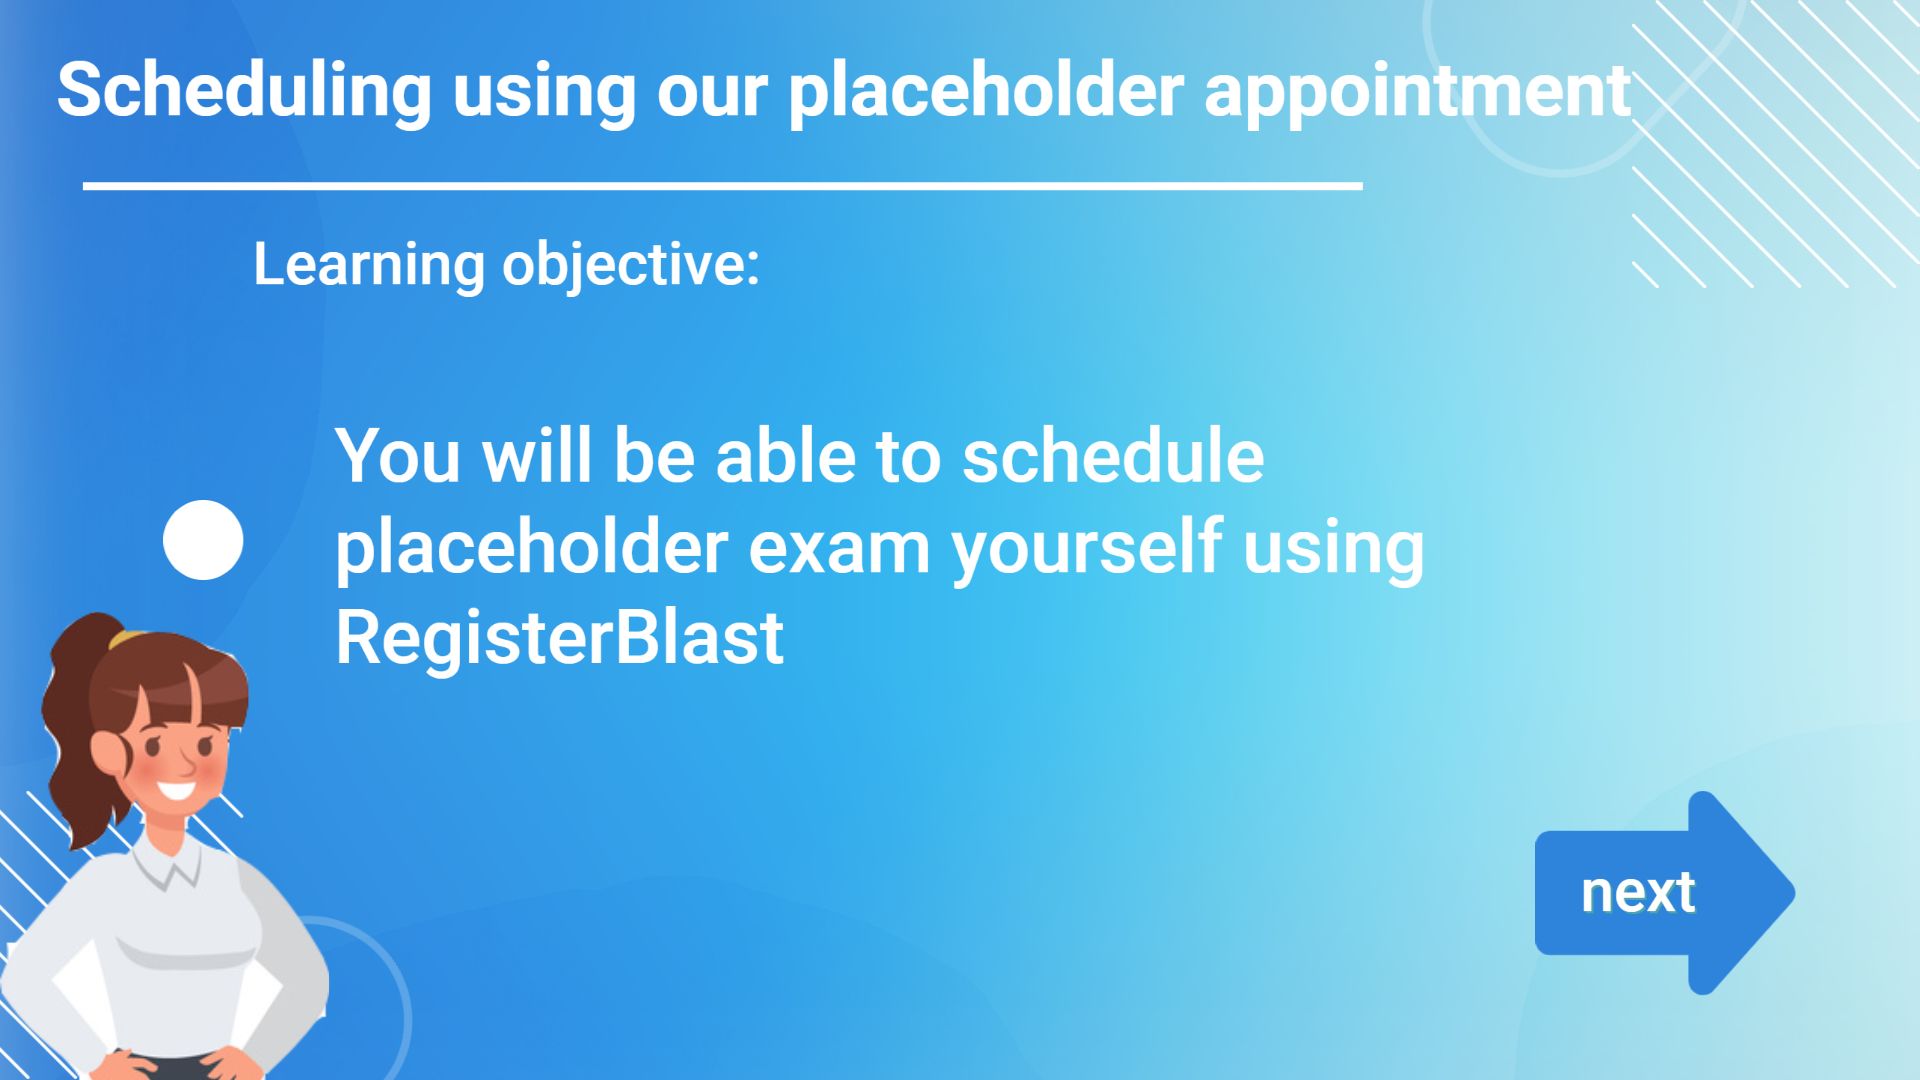 Scheduling using our placeholder appointment
Learning objective:
You will be able to schedule
placeholder exam yourself using
RegisterBlast
next